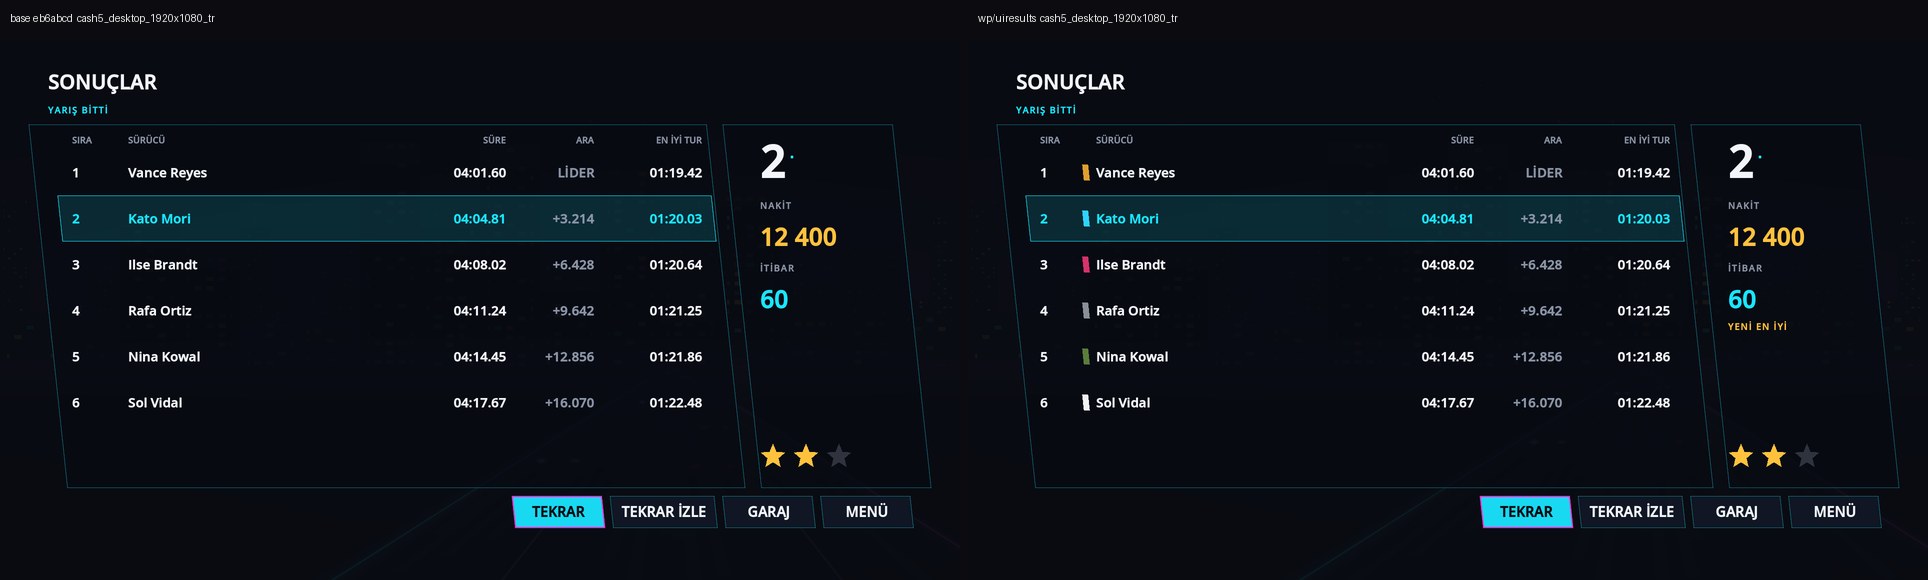 base eb6abcd cash5_desktop_1920x1080_tr
SONUÇLAR
YARIŞ BİTTİ
SIRA SÜRÜCÜ SÜRE ARA EN İYİ TUR
1 Vance Reyes 04:01.60 LİDER 01:19.42
2 Kato Mori 04:04.81 +3.214 01:20.03
3 Ilse Brandt 04:08.02 +6.428 01:20.64
4 Rafa Ortiz 04:11.24 +9.642 01:21.25
5 Nina Kowal 04:14.45 +12.856 01:21.86
6 Sol Vidal 04:17.67 +16.070 01:22.48
2.
NAKİT
12 400
İTİBAR
60
TEKRAR TEKRAR İZLE GARAJ MENÜ
wp/uiresults cash5_desktop_1920x1080_tr
SONUÇLAR
YARIŞ BİTTİ
SIRA SÜRÜCÜ SÜRE ARA EN İYİ TUR
1 Vance Reyes 04:01.60 LİDER 01:19.42
2 Kato Mori 04:04.81 +3.214 01:20.03
3 Ilse Brandt 04:08.02 +6.428 01:20.64
4 Rafa Ortiz 04:11.24 +9.642 01:21.25
5 Nina Kowal 04:14.45 +12.856 01:21.86
6 Sol Vidal 04:17.67 +16.070 01:22.48
2.
NAKİT
12 400
İTİBAR
60
YENİ EN İYİ
TEKRAR TEKRAR İZLE GARAJ MENÜ